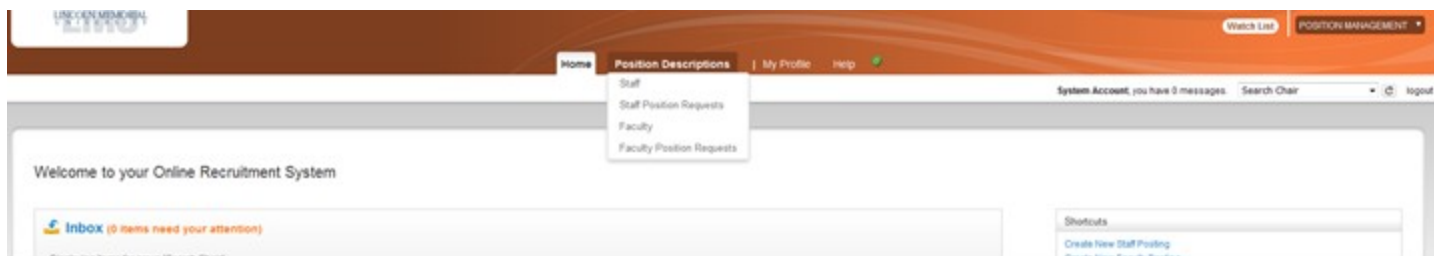 LINCOLN MEMORIAL
Watch List
POSITION MANAGEMENT
Home Position Descriptions | My Profile Help
Staff
Staff Position Requests
Faculty
Faculty Position Requests
System Account, you have 0 messages. Search Chair logout
Welcome to your Online Recruitment System
Inbox (0 items need your attention)
Shortcuts
Create New Staff Posting